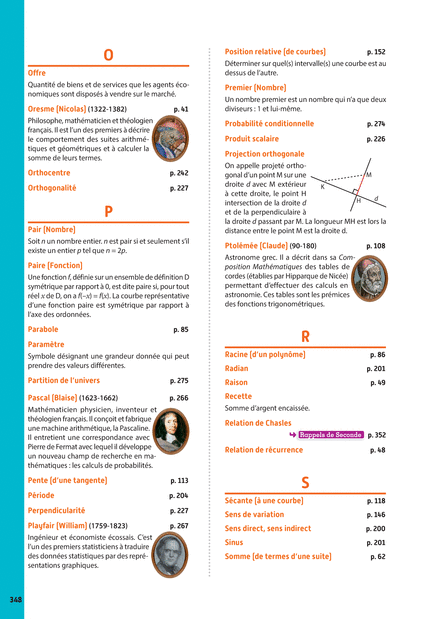 O
Offre
Quantité de biens et de services que les agents éco-
nomiques sont disposés à vendre sur le marché.
Oresme [Nicolas] (1322-1382) p. 41
Philosophe, mathématicien et théologien
français. Il est l'un des premiers à décrire
le comportement des suites arithmé-
tiques et géométriques et à calculer la
somme de leurs termes.
Orthocentre p. 242
Orthogonalité p. 227
P
Pair [Nombre]
Soit n un nombre entier. n est pair si et seulement s'il
existe un entier p tel que n = 2p.
Paire [Fonction]
Une fonction f, définie sur un ensemble de définition D
symétrique par rapport à 0, est dite paire si, pour tout
réel x de D, on a f(–x) = f(x). La courbe représentative
d'une fonction paire est symétrique par rapport à
l'axe des ordonnées.
Parabole p. 85
Paramètre
Symbole désignant une grandeur donnée qui peut
prendre des valeurs différentes.
Partition de l'univers p. 275
Pascal [Blaise] (1623-1662) p. 266
Mathématicien physicien, inventeur et
théologien français. Il conçoit et fabrique
une machine arithmétique, la Pascaline.
Il entretient une correspondance avec
Pierre de Fermat avec lequel il développe
un nouveau champ de recherche en ma-
thématiques : les calculs de probabilités.
Pente [d'une tangente] p. 113
Période p. 204
Perpendicularité p. 227
Playfair [William] (1759-1823) p. 267
Ingénieur et économiste écossais. C'est
l'un des premiers statisticiens à traduire
des données statistiques par des repré-
sentations graphiques.
348
Position relative [de courbes] p. 152
Déterminer sur quel(s) intervalle(s) une courbe est au
dessus de l'autre.
Premier [Nombre]
Un nombre premier est un nombre qui n'a que deux
diviseurs : 1 et lui-même.
Probabilité conditionnelle p. 274
Produit scalaire p. 226
Projection orthogonale
On appelle projeté ortho-
gonal d'un point M sur une
droite d avec M extérieur
à cette droite, le point H
intersection de la droite d
et de la perpendiculaire à
la droite d passant par M. La longueur MH est lors la
distance entre le point M est la droite d.
M
K
H
d
Ptolémée [Claude] (90-180) p. 108
Astronome grec. Il a décrit dans sa Com-
position Mathématiques des tables de
cordes (établies par Hipparque de Nicée)
permettant d'effectuer des calculs en
astronomie. Ces tables sont les prémices
des fonctions trigonométriques.
R
Racine [d'un polynôme] p. 86
Radian p. 201
Raison p. 49
Recette
Somme d'argent encaissée.
Relation de Chasles
Rappels de Seconde p. 352
Relation de récurrence p. 48
S
Sécante [à une courbe] p. 118
Sens de variation p. 146
Sens direct, sens indirect p. 200
Sinus p. 201
Somme [de termes d'une suite] p. 62